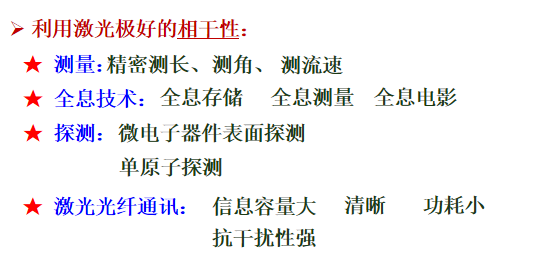 ➢ 利用激光极好的相干性：
★ 测量：精密测长、测角、 测流速
★ 全息技术： 全息存储 全息测量 全息电影
★ 探测： 微电子器件表面探测
单原子探测
★ 激光光纤通讯： 信息容量大 清晰 功耗小
抗干扰性强